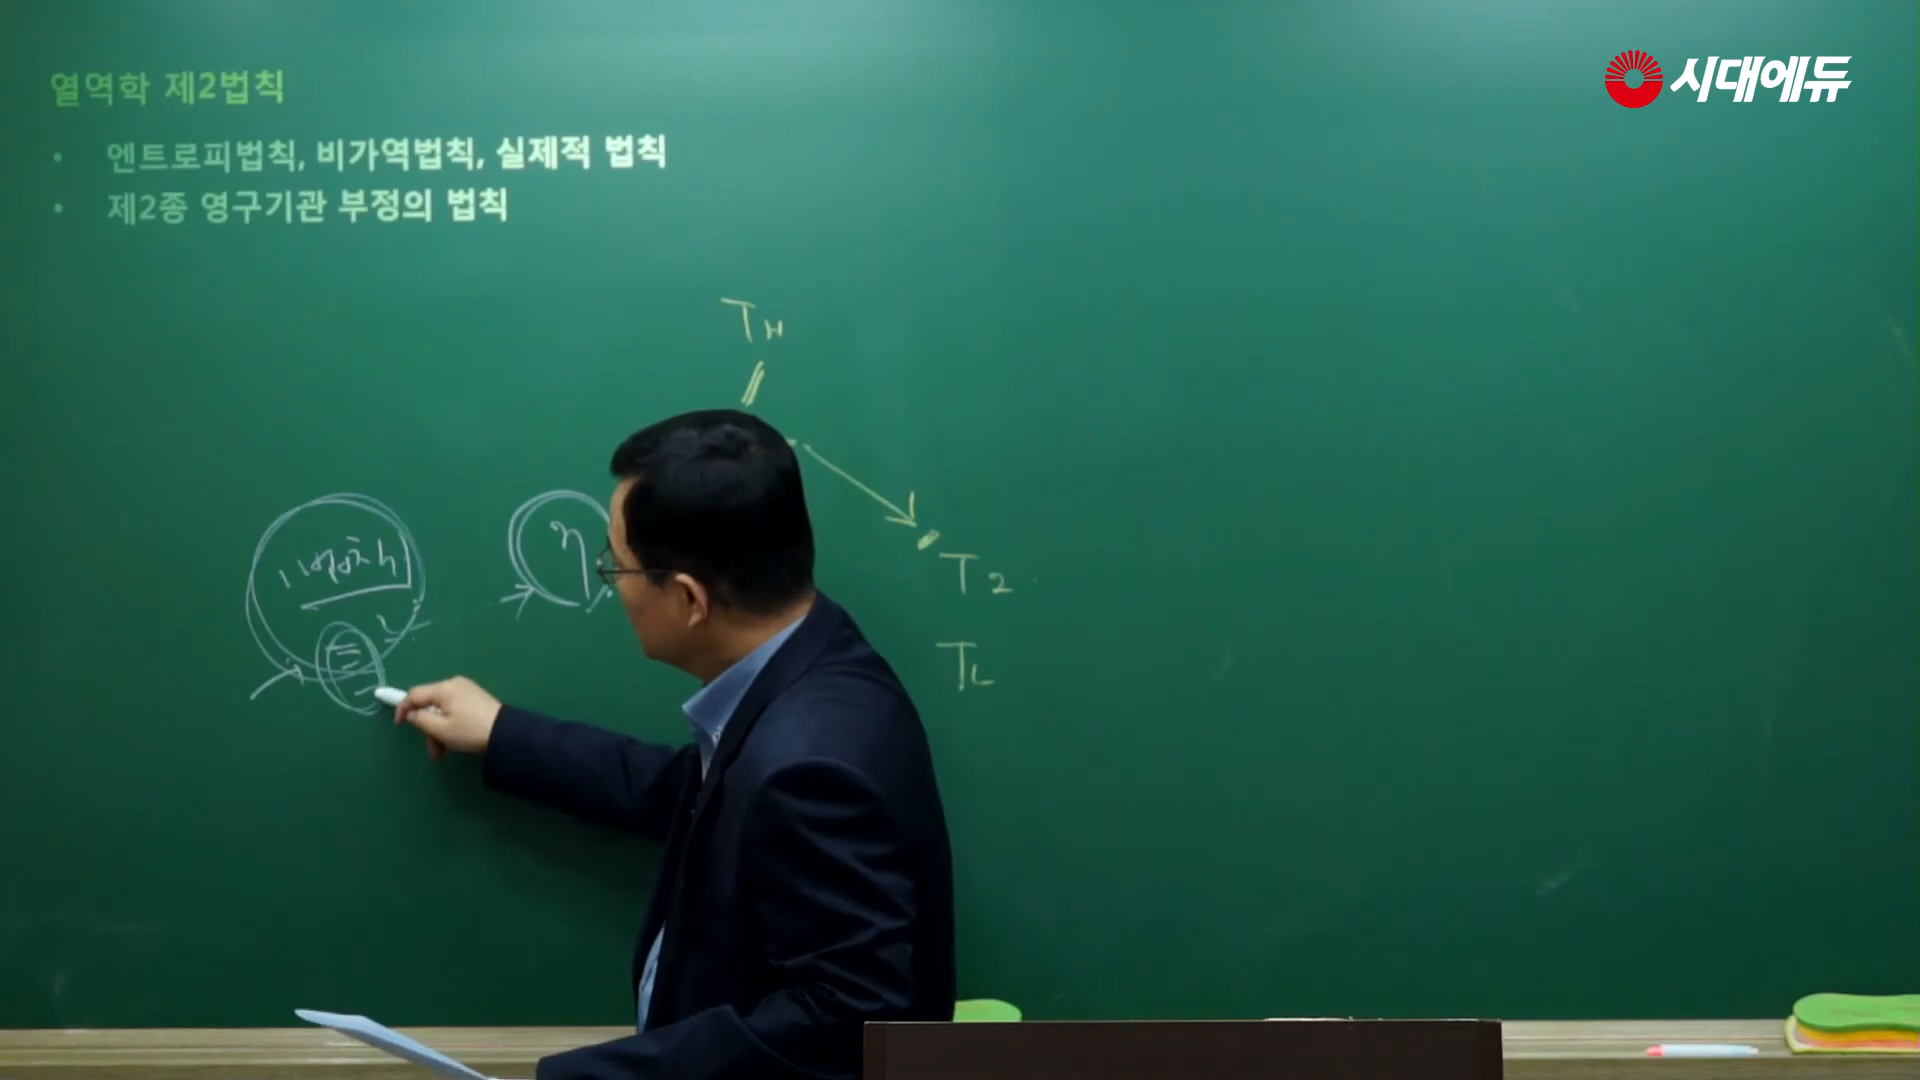 열역학 제2법칙
시대에듀
• 엔트로피법칙, 비가역법칙, 실제적 법칙
• 제2종 영구기관 부정의 법칙
TH
η
T2
TL